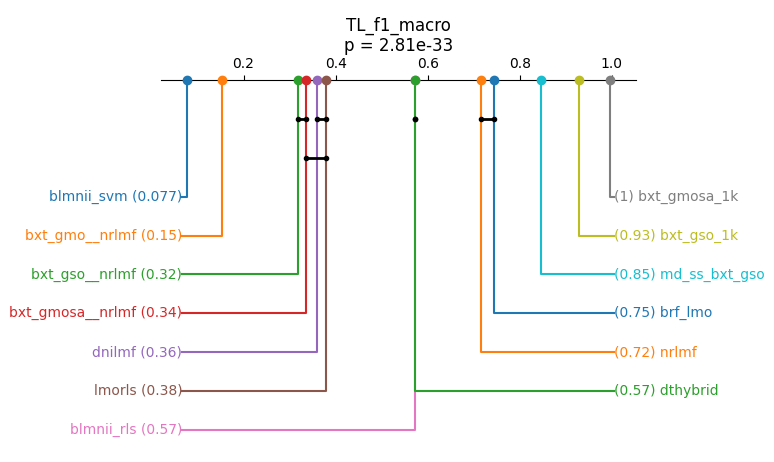 TL_f1_macro
p = 2.81e-33
0.2 0.4 0.6 0.8 1.0
blmnii_svm (0.077)
(1) bxt_gmosa_1k
bxt_gmo__nrlmf (0.15)
(0.93) bxt_gso_1k
bxt_gso__nrlmf (0.32)
(0.85) md_ss_bxt_gso
bxt_gmosa__nrlmf (0.34)
(0.75) brf_lmo
dnilmf (0.36)
(0.72) nrlmf
lmorls (0.38)
(0.57) dthybrid
blmnii_rls (0.57)